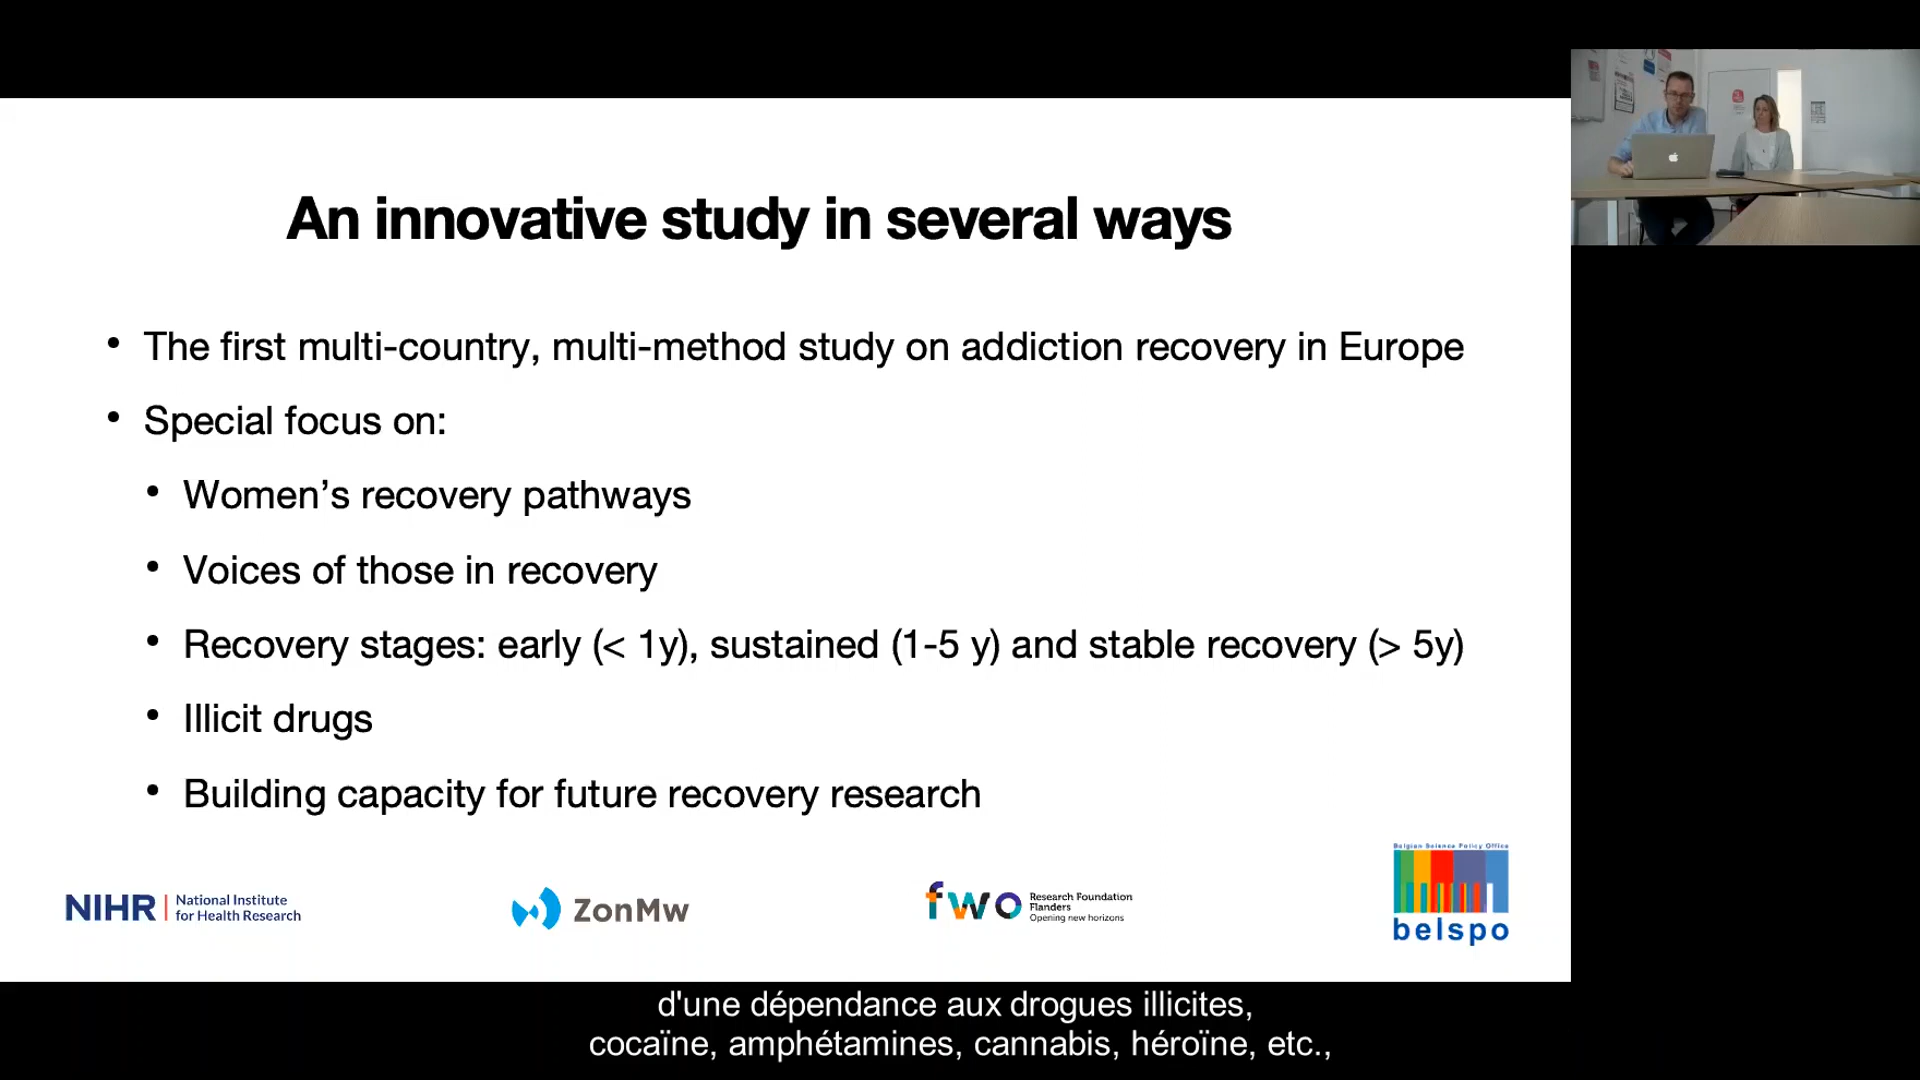 An innovative study in several ways
• The first multi-country, multi-method study on addiction recovery in Europe
• Special focus on:
• Women’s recovery pathways
• Voices of those in recovery
• Recovery stages: early (< 1y), sustained (1-5 y) and stable recovery (> 5y)
• Illicit drugs
• Building capacity for future recovery research
NIHR | National Institute
for Health Research
ZonMw
fwo Research Foundation
Flanders
Opening new horizons
Belgian Science Policy Office
belspo
d'une dépendance aux drogues illicites,
cocaïne, amphétamines, cannabis, héroïne, etc.,